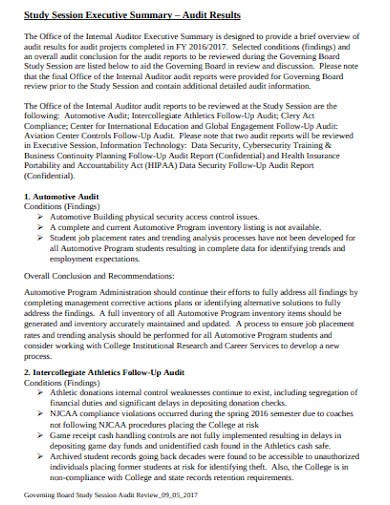 Study Session Executive Summary – Audit Results
The Office of the Internal Auditor Executive Summary is designed to provide a brief overview of
audit results for audit projects completed in FY 2016/2017. Selected conditions (findings) and
an overall audit conclusion for the audit reports to be reviewed during the Governing Board
Study Session are listed below to aid the Governing Board in review and discussion. Please note
that the final Office of the Internal Auditor audit reports were provided for Governing Board
review prior to the Study Session and contain additional detailed audit information.
The Office of the Internal Auditor audit reports to be reviewed at the Study Session are the
following: Automotive Audit; Intercollegiate Athletics Follow-Up Audit; Clery Act
Compliance; Center for International Education and Global Engagement Follow-Up Audit;
Aviation Center Controls Follow-Up Audit. Please note that two audit reports will be reviewed
in Executive Session, Information Technology: Data Security, Cybersecurity Training &
Business Continuity Planning Follow-Up Audit Report (Confidential) and Health Insurance
Portability and Accountability Act (HIPAA) Data Security Follow-Up Audit Report
(Confidential).
1. Automotive Audit
Conditions (Findings)
➢ Automotive Building physical security access control issues.
➢ A complete and current Automotive Program inventory listing is not available.
➢ Student job placement rates and trending analysis processes have not been developed for
all Automotive Program students resulting in complete data for identifying trends and
employment expectations.
Overall Conclusion and Recommendations:
Automotive Program Administration should continue their efforts to fully address all findings by
completing management corrective actions plans or identifying alternative solutions to fully
address the findings. A full inventory of all Automotive Program inventory items should be
generated and inventory accurately maintained and updated. A process to ensure job placement
rates and trending analysis should be performed for all Automotive Program students and
consider working with College Institutional Research and Career Services to develop a new
process.
2. Intercollegiate Athletics Follow-Up Audit
Conditions (Findings)
➢ Athletic donations internal control weaknesses continue to exist, including segregation of
financial duties and significant delays in depositing donation checks.
➢ NJCAA compliance violations occurred during the spring 2016 semester due to coaches
not following NJCAA procedures placing the College at risk
➢ Game receipt cash handling controls are not fully implemented resulting in delays in
depositing game day funds and unidentified cash found in the Athletics cash safe.
➢ Archived student records going back decades were found to be accessible to unauthorized
individuals placing former students at risk for identifying theft. Also, the College is in
non-compliance with College and state records retention requirements.
Governing Board Study Session Audit Review_09_05_2017